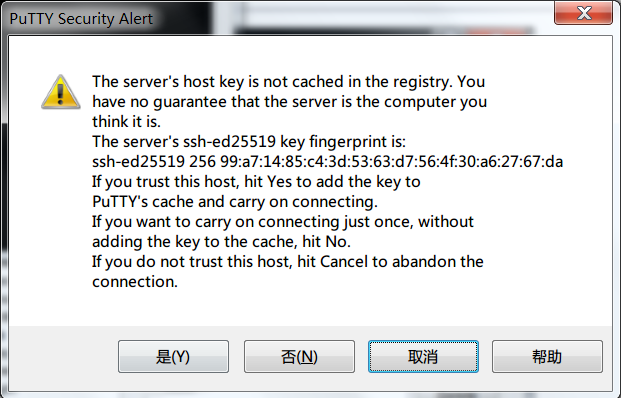 PuTTY Security Alert
The server's host key is not cached in the registry. You
have no guarantee that the server is the computer you
think it is.
The server's ssh-ed25519 key fingerprint is:
ssh-ed25519 256 99:a7:14:85:c4:3d:53:63:d7:56:4f:30:a6:27:67:da
If you trust this host, hit Yes to add the key to
PuTTY's cache and carry on connecting.
If you want to carry on connecting just once, without
adding the key to the cache, hit No.
If you do not trust this host, hit Cancel to abandon the
connection.
是(Y) 否(N) 取消 帮助